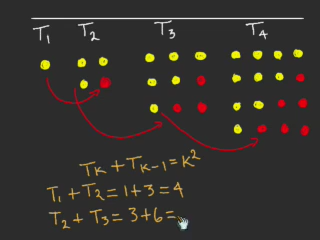 T₁ T₂ T₃ T₄
Tₖ + Tₖ₋₁ = k²
T₁ + T₂ = 1 + 3 = 4
T₂ + T₃ = 3 + 6 =